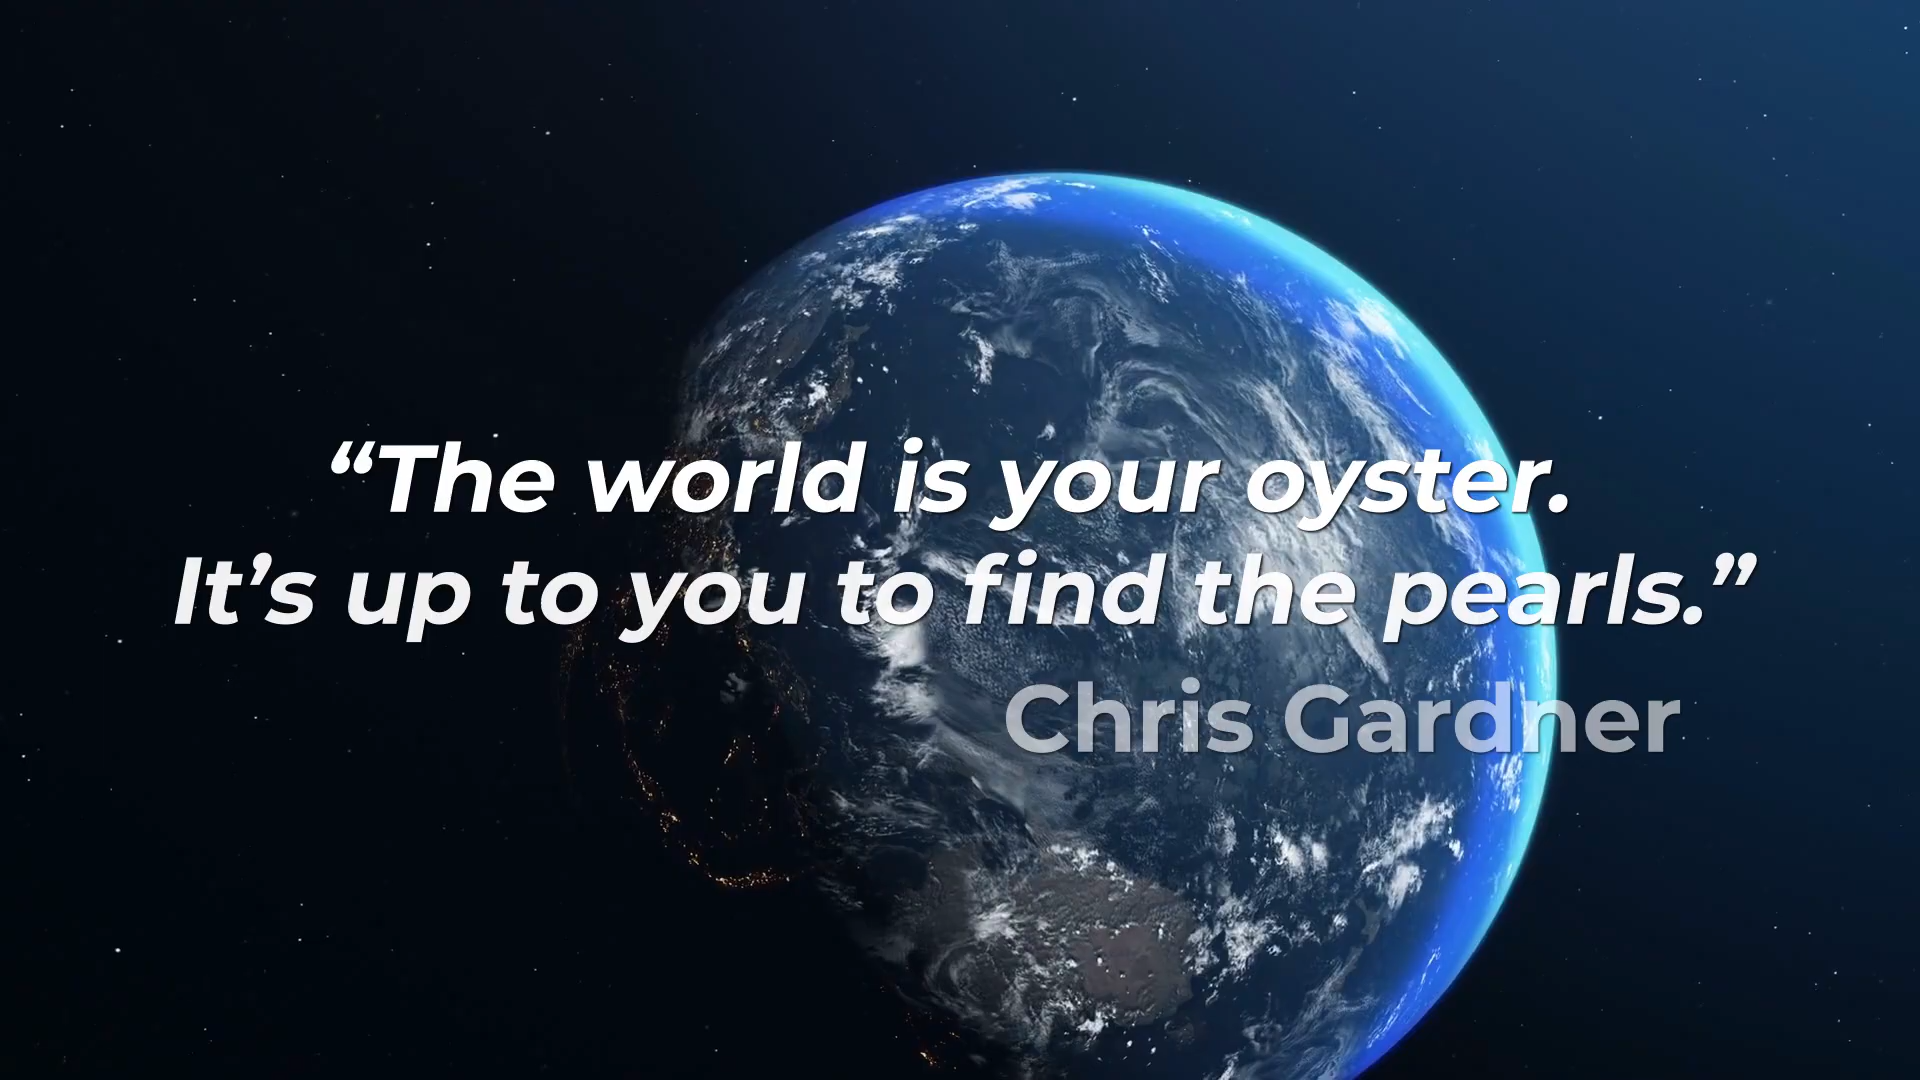 “The world is your oyster.
It’s up to you to find the pearls.”
Chris Gardner